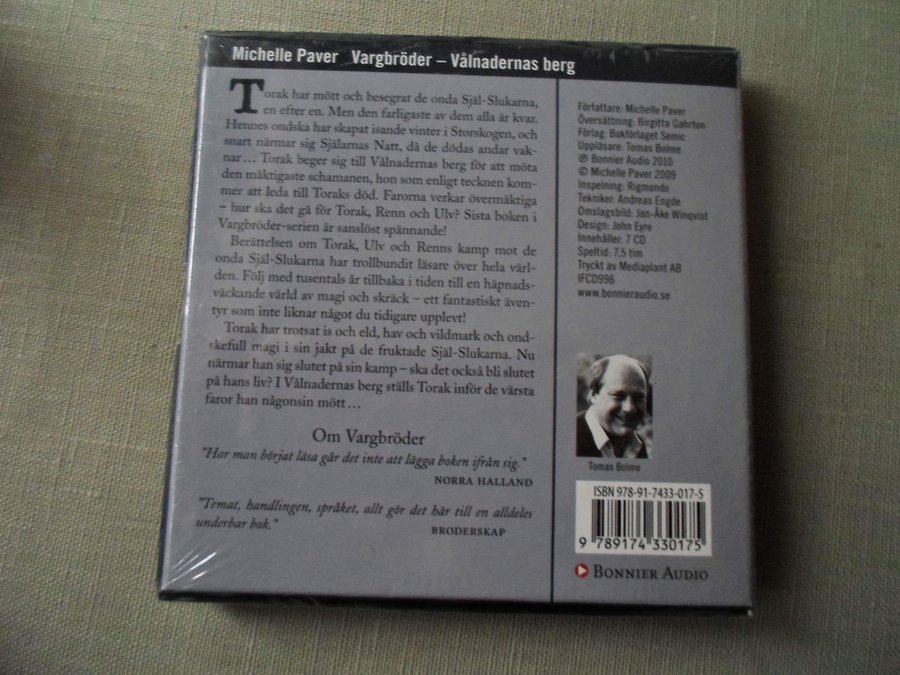 Michelle Paver Vargbröder – Vålnadernas berg
Torak har mött och besegrat de onda Själ-Slukarna,
en efter en. Men den farligaste av dem alla är kvar.
Hennes ondska har skapat isande vinter i Storskogen, och
snart närmar sig Själarnas Natt, då de dödas andar vak-
nar... Torak beger sig till Vålnadernas berg för att möta
den mäktigaste schamanen, hon som enligt tecknen kom-
mer att leda till Toraks död. Farorna verkar övermäktiga
– hur ska det gå för Torak, Renn och Ulv? Sista boken i
Vargbröder-serien är sanslöst spännande!
Berättelsen om Torak, Ulv och Renns kamp mot de
onda Själ-Slukarna har trollbundit läsare över hela värl-
den. Följ med tusentals år tillbaka i tiden till en häpnads-
väckande värld av magi och skräck – ett fantastiskt även-
tyr som inte liknar något du tidigare upplevt!
Torak har trotsat is och eld, hav och vildmark och ond-
skefull magi i sin jakt på de fruktade Själ-Slukarna. Nu
närmar han sig slutet på sin kamp – ska det också bli slutet
på hans liv? I Vålnadernas berg ställs Torak inför de värsta
faror han någonsin mött...
Om Vargbröder
"Har man börjat läsa går det inte att lägga boken ifrån sig."
NORRA HALLAND
"Temat, handlingen, språket, allt gör det här till en alldeles
underbar bok."
BRODERSKAP
Författare: Michelle Paver
Översättning: Birgitta Gahrton
Förlag: Bokförlaget Semic
Uppläsare: Tomas Bolme
℗ Bonnier Audio 2010
© Michelle Paver 2009
Inspelning: Rigmondo
Tekniker: Andreas Engde
Omslagsbild: Jan-Åke Winqvist
Design: John Eyre
Innehåller: 7 CD
Speltid: 7,5 tim
Tryckt av Mediaplant AB
IFCD996
www.bonnieraudio.se
Tomas Bolme
ISBN 978-91-7433-017-5
9 789174 330175
BONNIER AUDIO